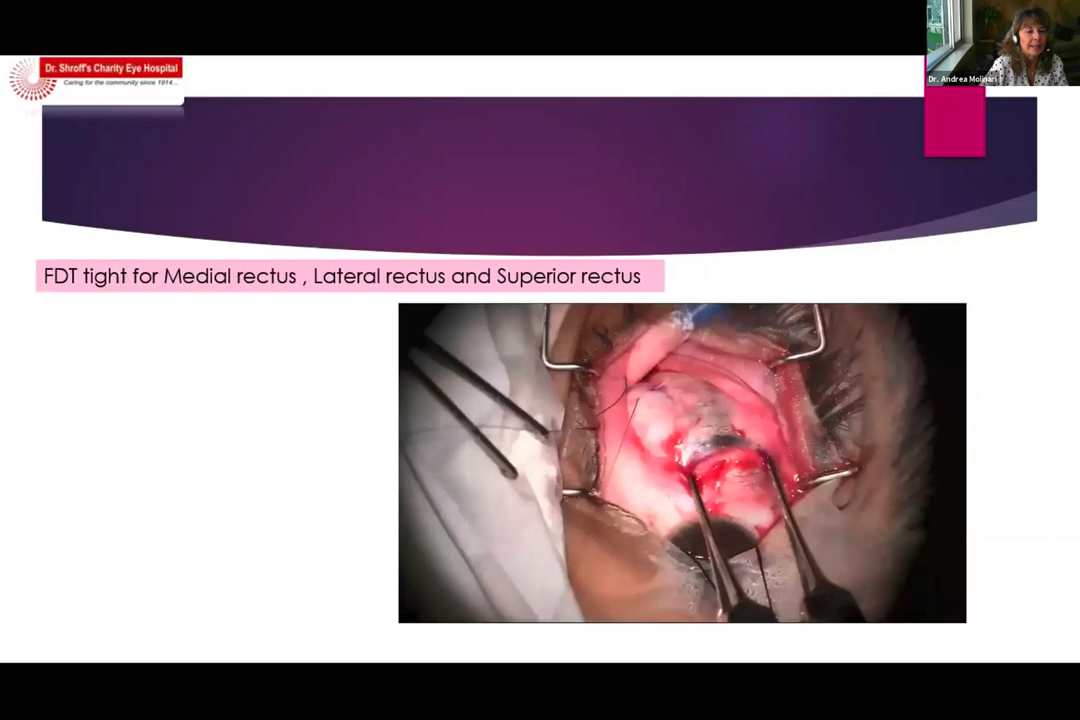 Dr. Shroff's Charity Eye Hospital
Caring for the community since 1914...
Dr. Andrea Molinari
FDT tight for Medial rectus , Lateral rectus and Superior rectus